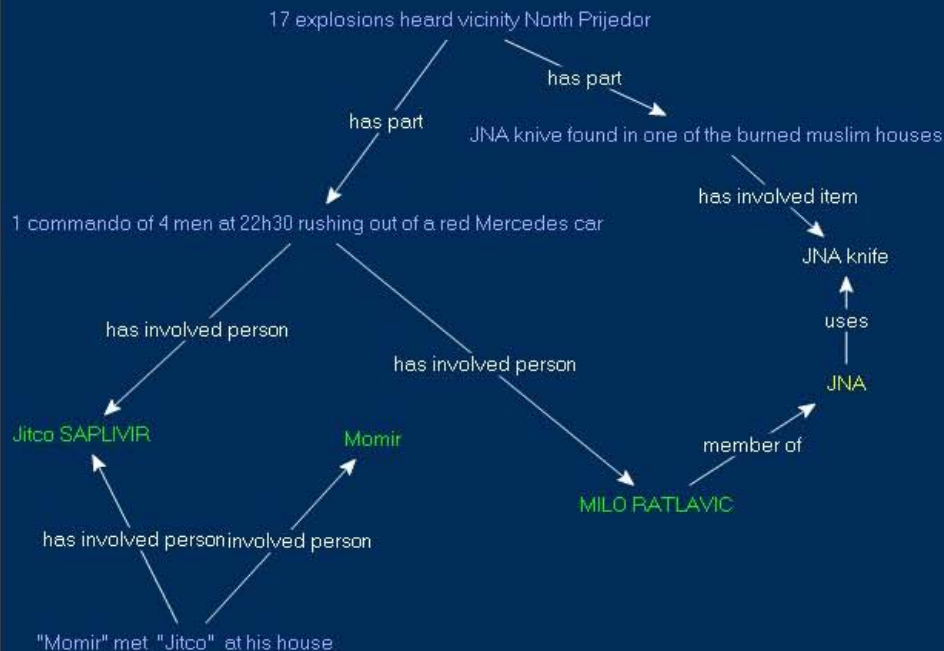 17 explosions heard vicinity North Prijedor
has part
has part
JNA knive found in one of the burned muslim houses
has involved item
1 commando of 4 men at 22h30 rushing out of a red Mercedes car
JNA knife
uses
has involved person
has involved person
JNA
Jitco SAPLIVIR
Momir
member of
MILO RATLAVIC
has involved person
involved person
"Momir" met "Jitco" at his house